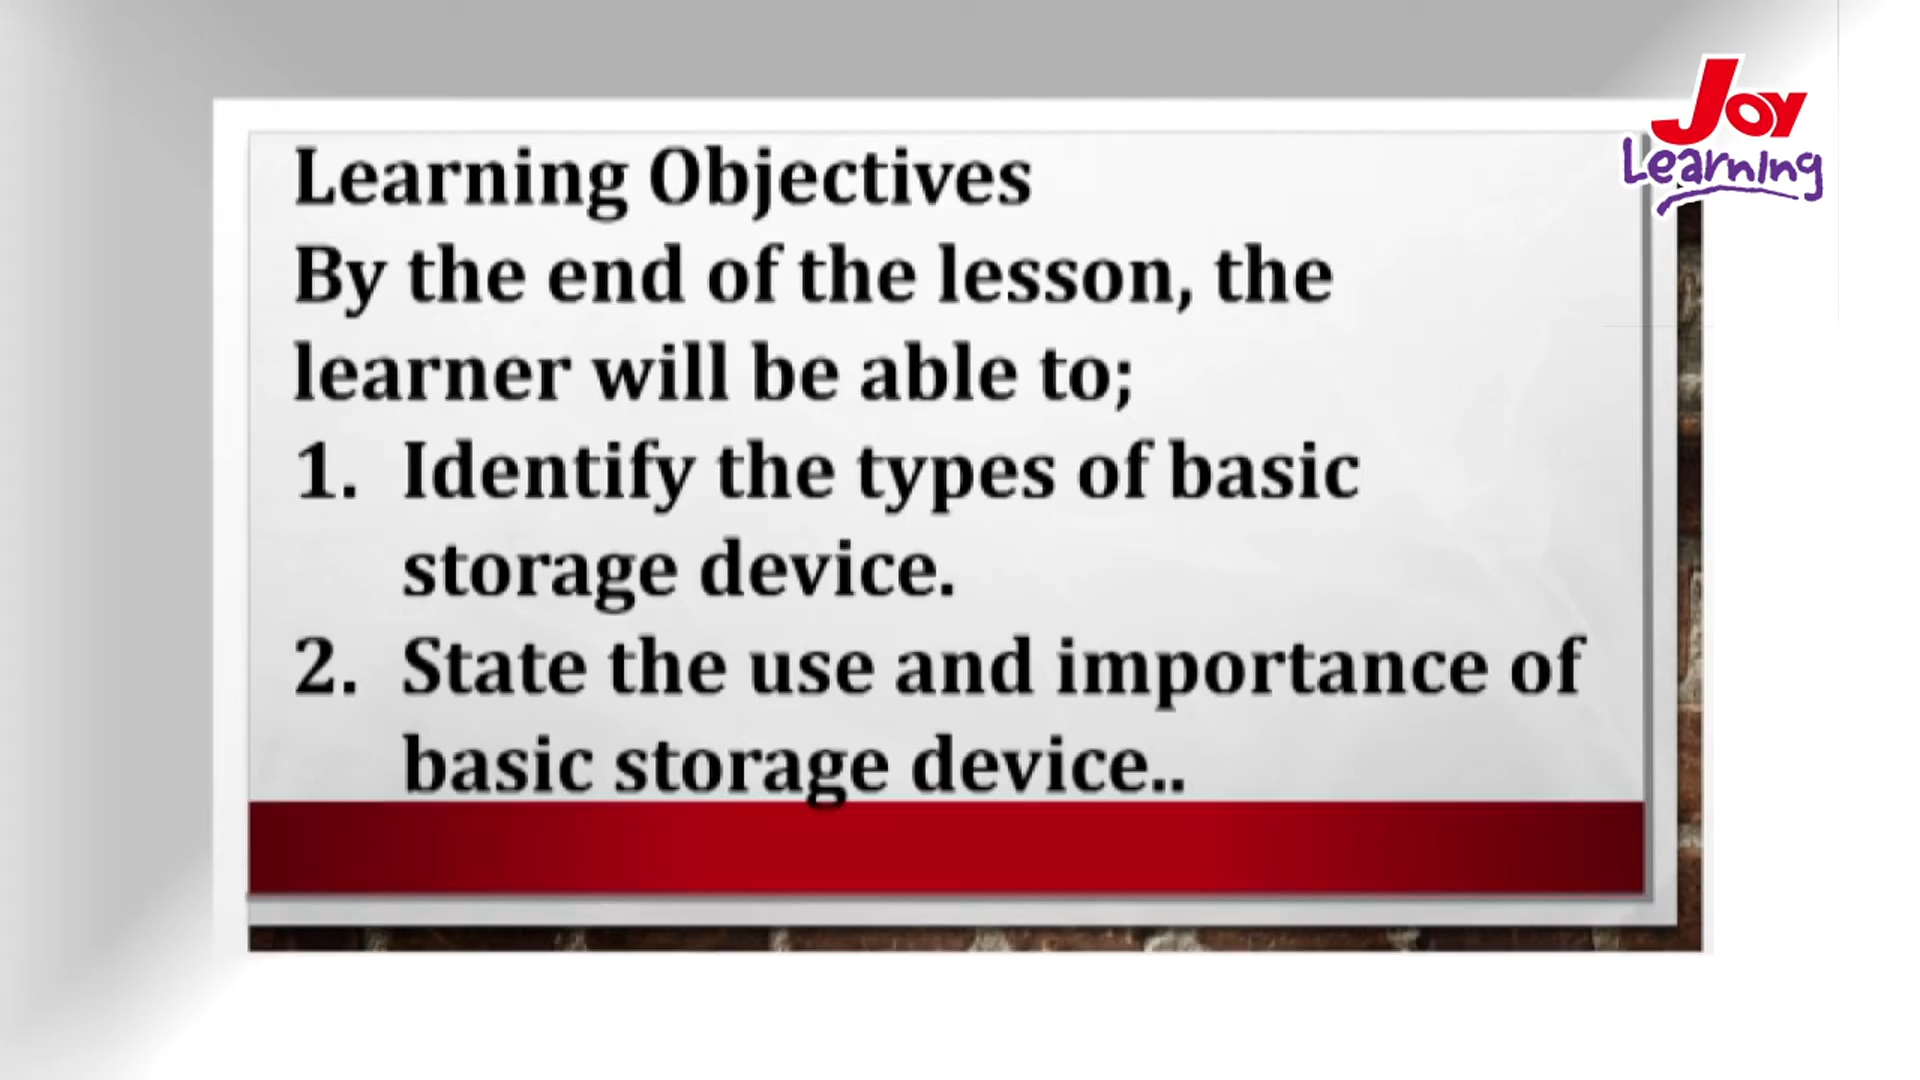 Joy
Learning
Learning Objectives
By the end of the lesson, the
learner will be able to;
1. Identify the types of basic
storage device.
2. State the use and importance of
basic storage device..